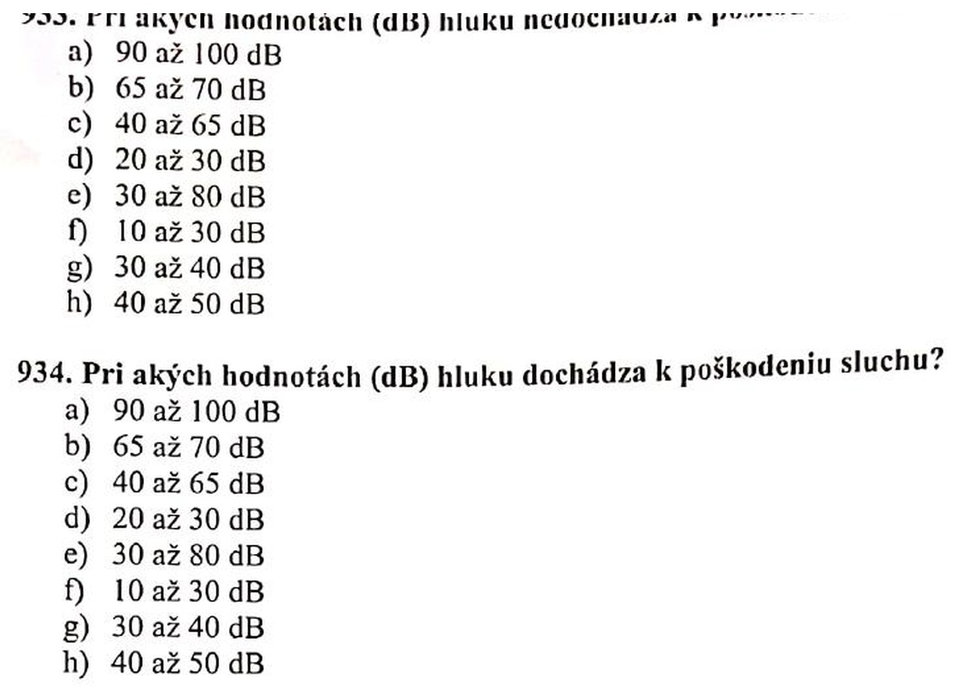 933. Pri akých hodnotách (dB) hluku nedochádza k
a) 90 až 100 dB
b) 65 až 70 dB
c) 40 až 65 dB
d) 20 až 30 dB
e) 30 až 80 dB
f) 10 až 30 dB
g) 30 až 40 dB
h) 40 až 50 dB
934. Pri akých hodnotách (dB) hluku dochádza k poškodeniu sluchu?
a) 90 až 100 dB
b) 65 až 70 dB
c) 40 až 65 dB
d) 20 až 30 dB
e) 30 až 80 dB
f) 10 až 30 dB
g) 30 až 40 dB
h) 40 až 50 dB